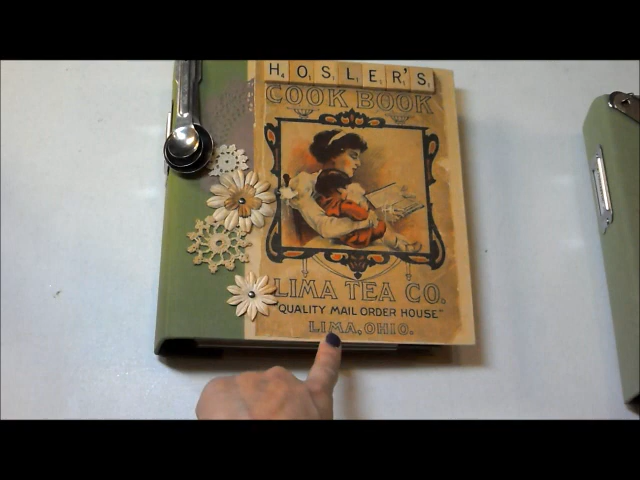 HOSLER'S
COOK BOOK
LIMA TEA CO.
"QUALITY MAIL ORDER HOUSE"
LIMA, OHIO.